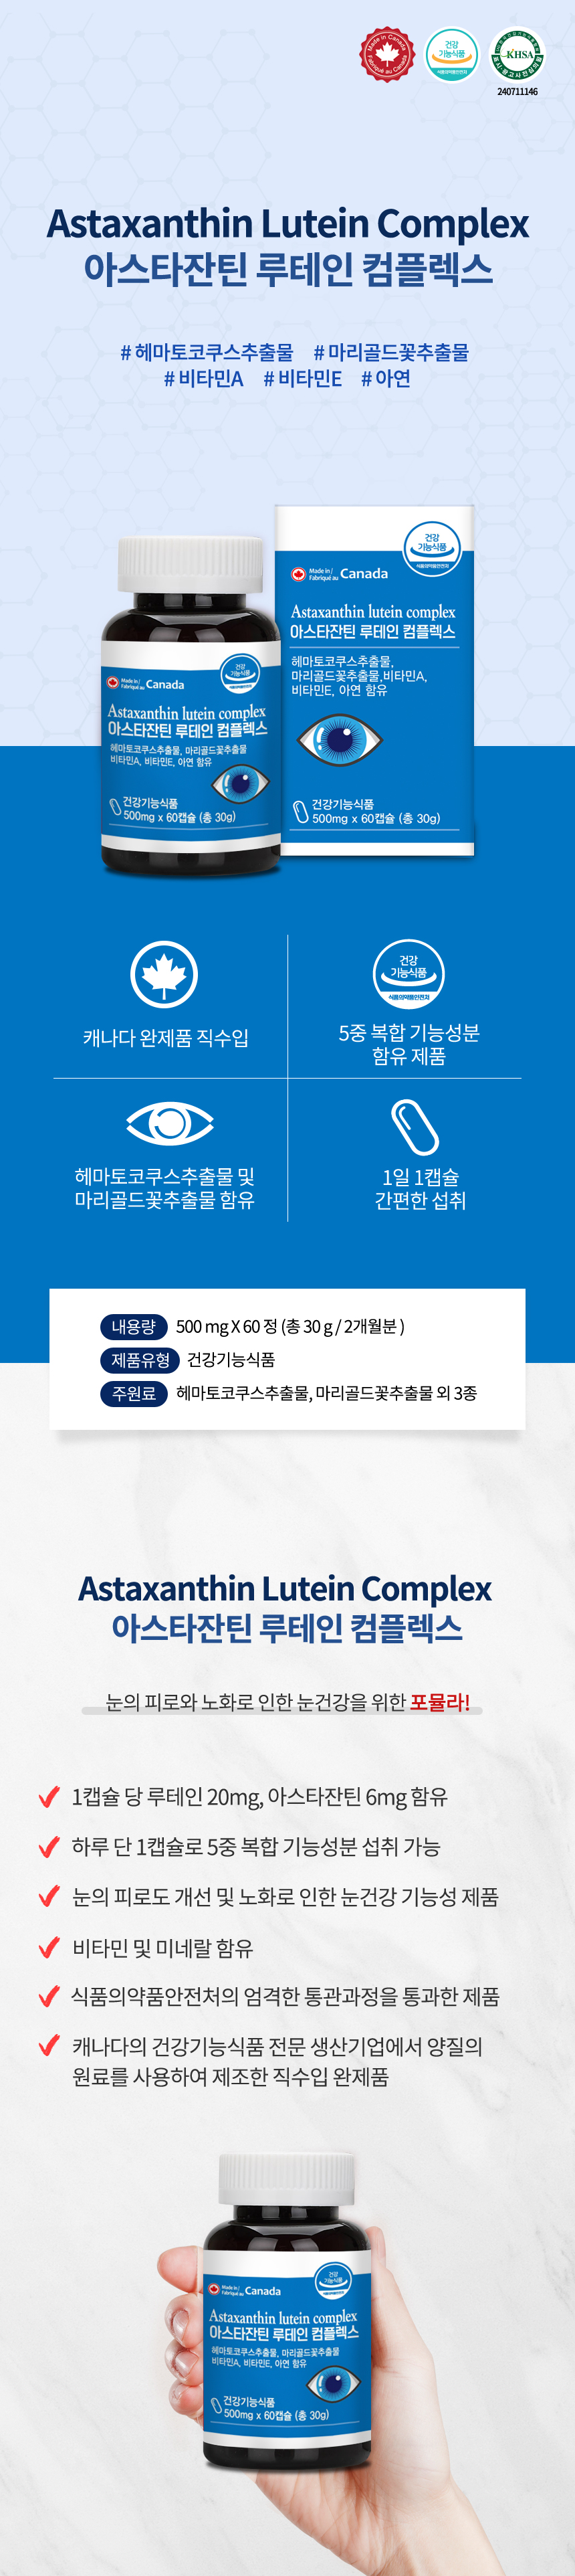 Made in Canada
Fabriqué au Canada
건강
기능식품
식품의약품안전처
KHSA
240711146
Astaxanthin Lutein Complex
아스타잔틴 루테인 컴플렉스
# 헤마토코쿠스추출물 # 마리골드꽃추출물
# 비타민A # 비타민E # 아연
건강
기능식품
식품의약품안전처
Made in /
Fabriqué au Canada
Astaxanthin lutein complex
아스타잔틴 루테인 컴플렉스
헤마토코쿠스추출물,
마리골드꽃추출물,비타민A,
비타민E, 아연 함유
건강기능식품
500mg x 60캡슐 (총 30g)
건강
기능식품
식품의약품안전처
Made in /
Fabriqué au Canada
Astaxanthin lutein complex
아스타잔틴 루테인 컴플렉스
헤마토코쿠스추출물, 마리골드꽃추출물
비타민A, 비타민E, 아연 함유
건강기능식품
500mg x 60캡슐 (총 30g)
캐나다 완제품 직수입
건강
기능식품
식품의약품안전처
5중 복합 기능성분
함유 제품
헤마토코쿠스추출물 및
마리골드꽃추출물 함유
1일 1캡슐
간편한 섭취
내용량 500 mg X 60 정 (총 30 g / 2개월분 )
제품유형 건강기능식품
주원료 헤마토코쿠스추출물, 마리골드꽃추출물 외 3종
Astaxanthin Lutein Complex
아스타잔틴 루테인 컴플렉스
눈의 피로와 노화로 인한 눈건강을 위한 포뮬라!
1캡슐 당 루테인 20mg, 아스타잔틴 6mg 함유
하루 단 1캡슐로 5중 복합 기능성분 섭취 가능
눈의 피로도 개선 및 노화로 인한 눈건강 기능성 제품
비타민 및 미네랄 함유
식품의약품안전처의 엄격한 통관과정을 통과한 제품
캐나다의 건강기능식품 전문 생산기업에서 양질의
원료를 사용하여 제조한 직수입 완제품
건강
기능식품
식품의약품안전처
Made in /
Fabriqué au Canada
Astaxanthin lutein complex
아스타잔틴 루테인 컴플렉스
헤마토코쿠스추출물, 마리골드꽃추출물
비타민A, 비타민E, 아연 함유
건강기능식품
500mg x 60캡슐 (총 30g)